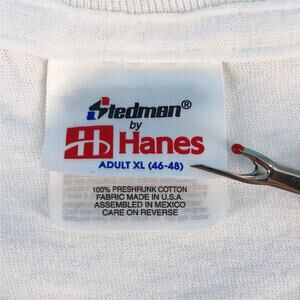 Stedman®
by
Hanes
ADULT XL (46-48)
100% PRESHRUNK COTTON
FABRIC MADE IN U.S.A.
ASSEMBLED IN MEXICO
CARE ON REVERSE